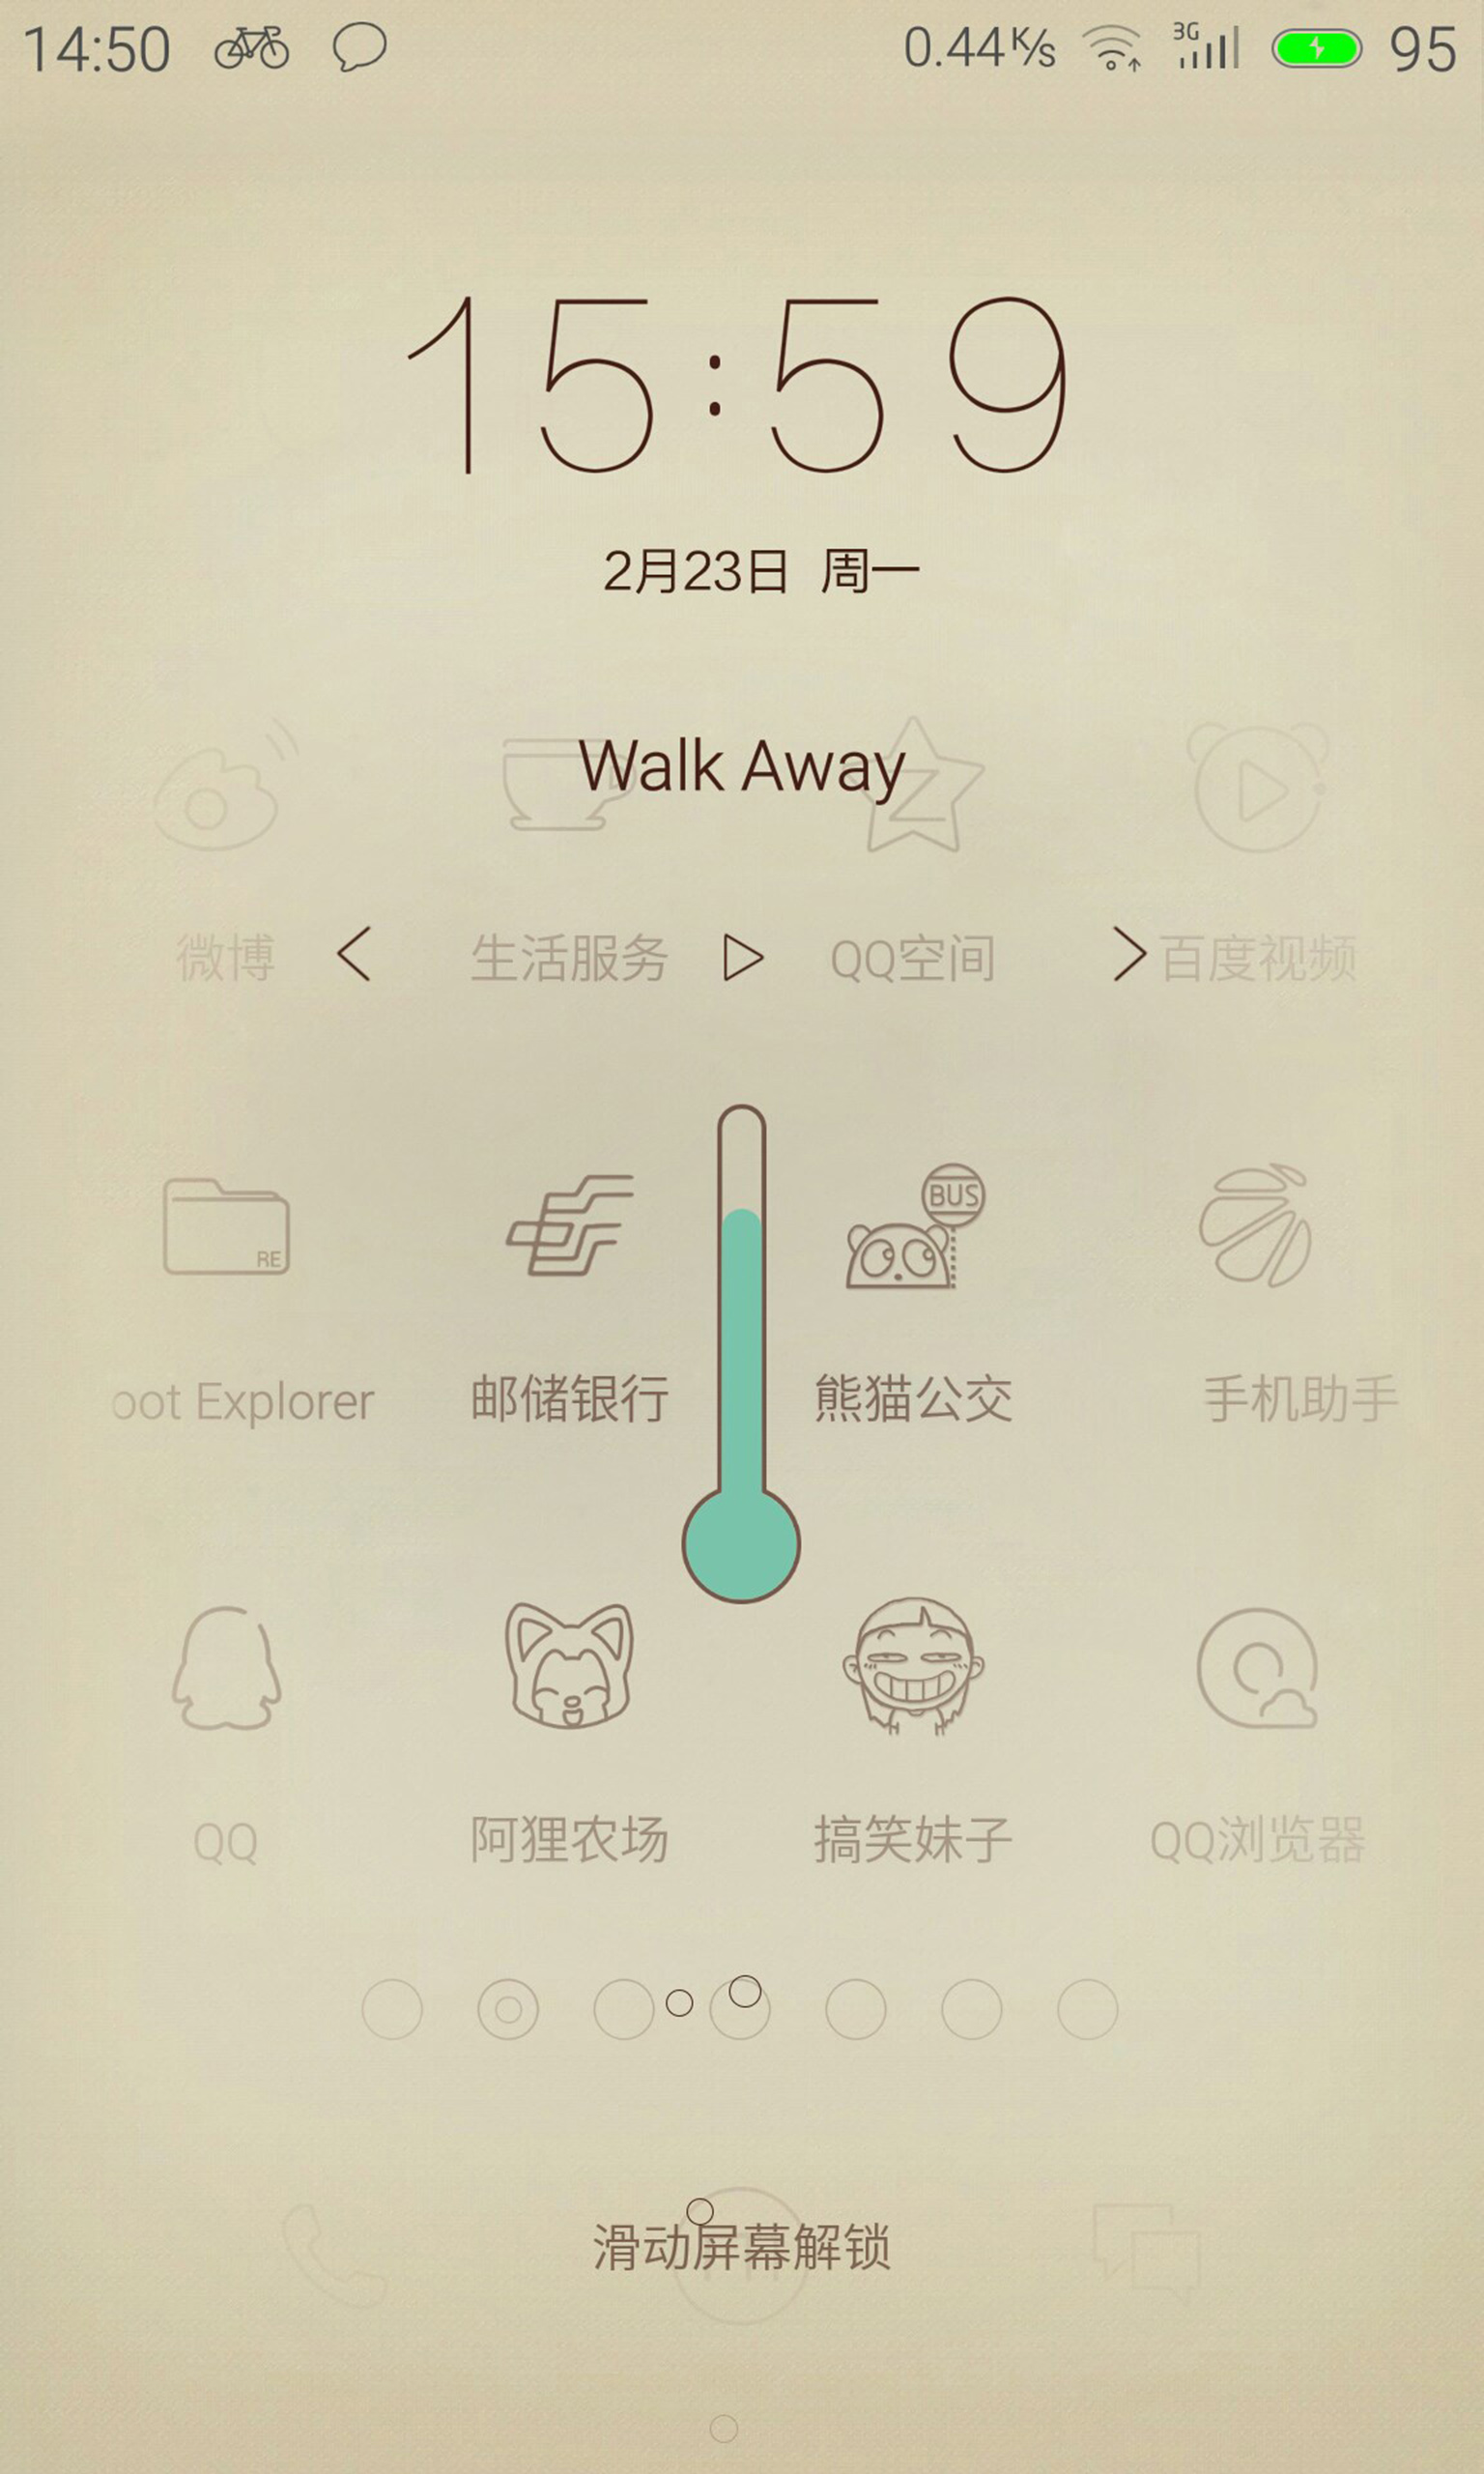 14:50 0.44K/s 3G 95
15:59
2月23日 周一
Walk Away
微博 生活服务 QQ空间 百度视频
RE BUS
oot Explorer 邮储银行 熊猫公交 手机助手
QQ 阿狸农场 搞笑妹子 QQ浏览器
滑动屏幕解锁